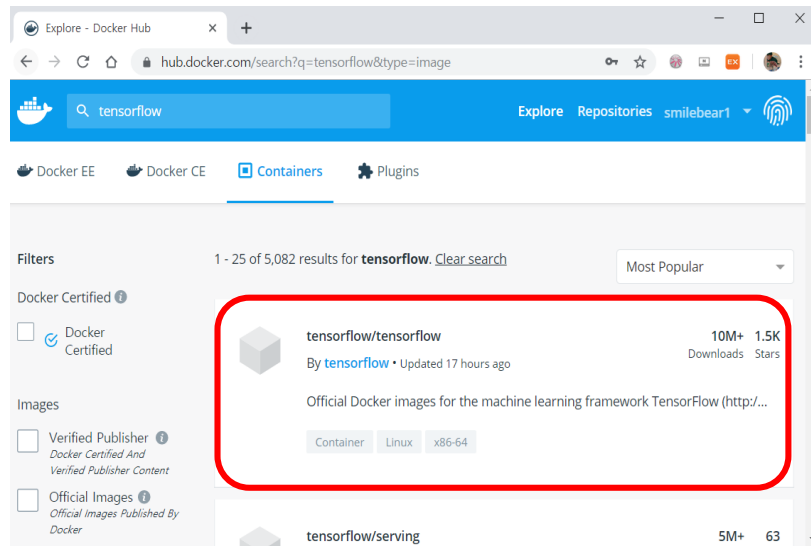 Explore - Docker Hub
hub.docker.com/search?q=tensorflow&type=image
EX
tensorflow
Explore Repositories smilebear1
Docker EE Docker CE Containers Plugins
Filters
1 - 25 of 5,082 results for tensorflow. Clear search
Most Popular
Docker Certified
Docker
Certified
tensorflow/tensorflow
10M+ 1.5K
By tensorflow • Updated 17 hours ago
Downloads Stars
Official Docker images for the machine learning framework TensorFlow (http:/...
Container Linux x86-64
Images
Verified Publisher
Docker Certified And
Verified Publisher Content
Official Images
Official Images Published By
Docker
tensorflow/serving
5M+ 63